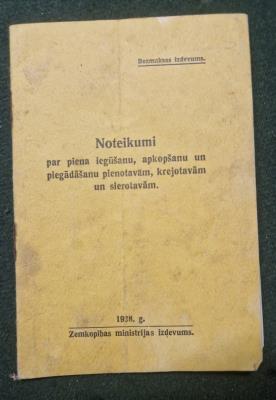 Bezmaksas izdevums.
Noteikumi
par piena iegūšanu, apkopšanu un
piegādāšanu pienotavām, krejotavām
un sierotavām.
1938. g.
Zemkopības ministrijas izdevums.